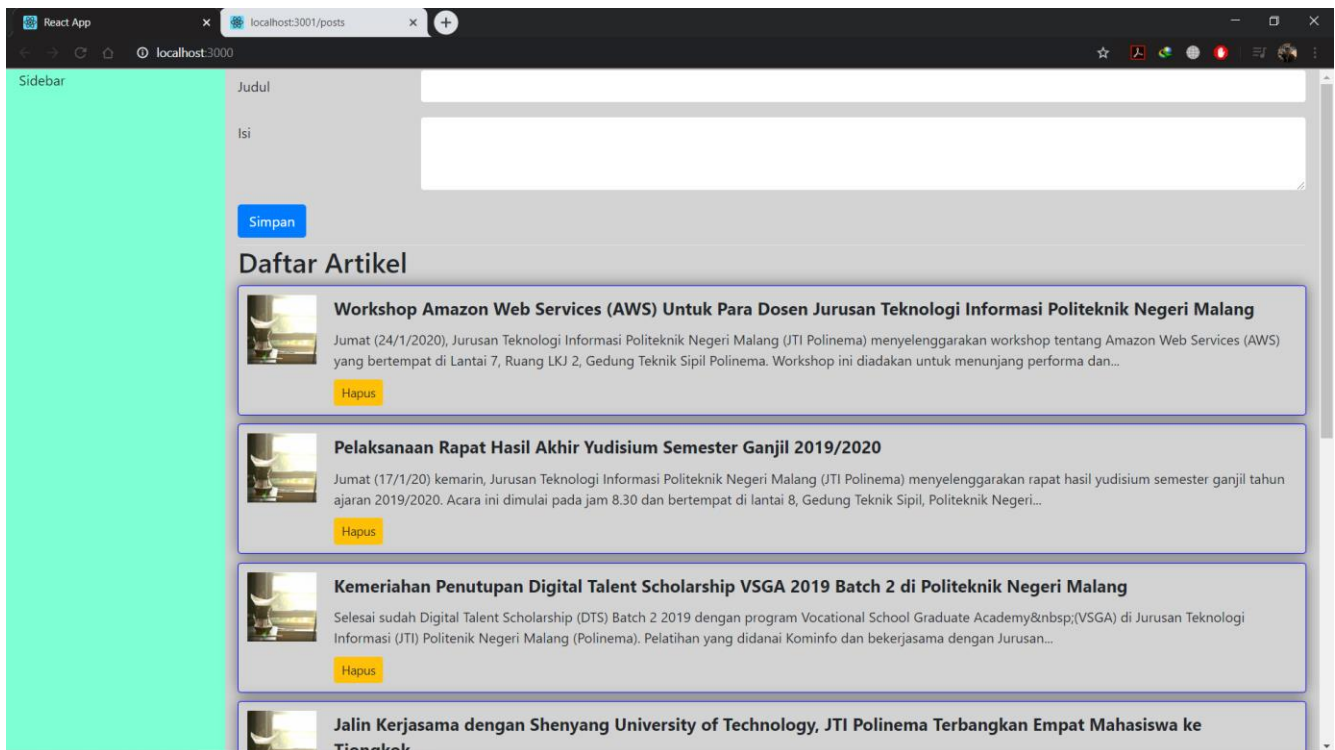 React App
localhost:3001/posts
localhost:3000
Sidebar
Judul
Isi
Simpan
Daftar Artikel
Workshop Amazon Web Services (AWS) Untuk Para Dosen Jurusan Teknologi Informasi Politeknik Negeri Malang
Jumat (24/1/2020), Jurusan Teknologi Informasi Politeknik Negeri Malang (JTI Polinema) menyelenggarakan workshop tentang Amazon Web Services (AWS)
yang bertempat di Lantai 7, Ruang LKJ 2, Gedung Teknik Sipil Polinema. Workshop ini diadakan untuk menunjang performa dan...
Hapus
Pelaksanaan Rapat Hasil Akhir Yudisium Semester Ganjil 2019/2020
Jumat (17/1/20) kemarin, Jurusan Teknologi Informasi Politeknik Negeri Malang (JTI Polinema) menyelenggarakan rapat hasil yudisium semester ganjil tahun
ajaran 2019/2020. Acara ini dimulai pada jam 8.30 dan bertempat di lantai 8, Gedung Teknik Sipil, Politeknik Negeri...
Hapus
Kemeriahan Penutupan Digital Talent Scholarship VSGA 2019 Batch 2 di Politeknik Negeri Malang
Selesai sudah Digital Talent Scholarship (DTS) Batch 2 2019 dengan program Vocational School Graduate Academy&nbsp;(VSGA) di Jurusan Teknologi
Informasi (JTI) Politenik Negeri Malang (Polinema). Pelatihan yang didanai Kominfo dan bekerjasama dengan Jurusan...
Hapus
Jalin Kerjasama dengan Shenyang University of Technology, JTI Polinema Terbangkan Empat Mahasiswa ke
Tiongkok